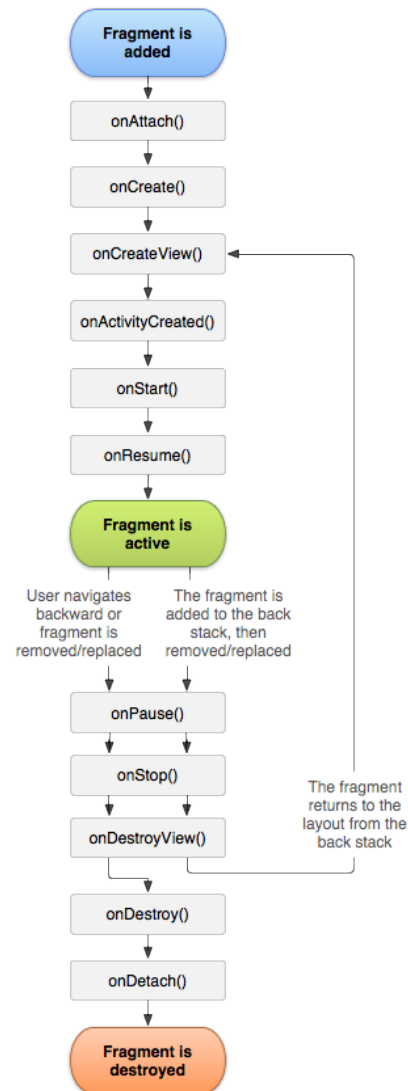 Fragment is
added
onAttach()
onCreate()
onCreateView()
onActivityCreated()
onStart()
onResume()
Fragment is
active
User navigates
backward or
fragment is
removed/replaced
The fragment is
added to the back
stack, then
removed/replaced
onPause()
onStop()
The fragment
returns to the
layout from the
back stack
onDestroyView()
onDestroy()
onDetach()
Fragment is
destroyed